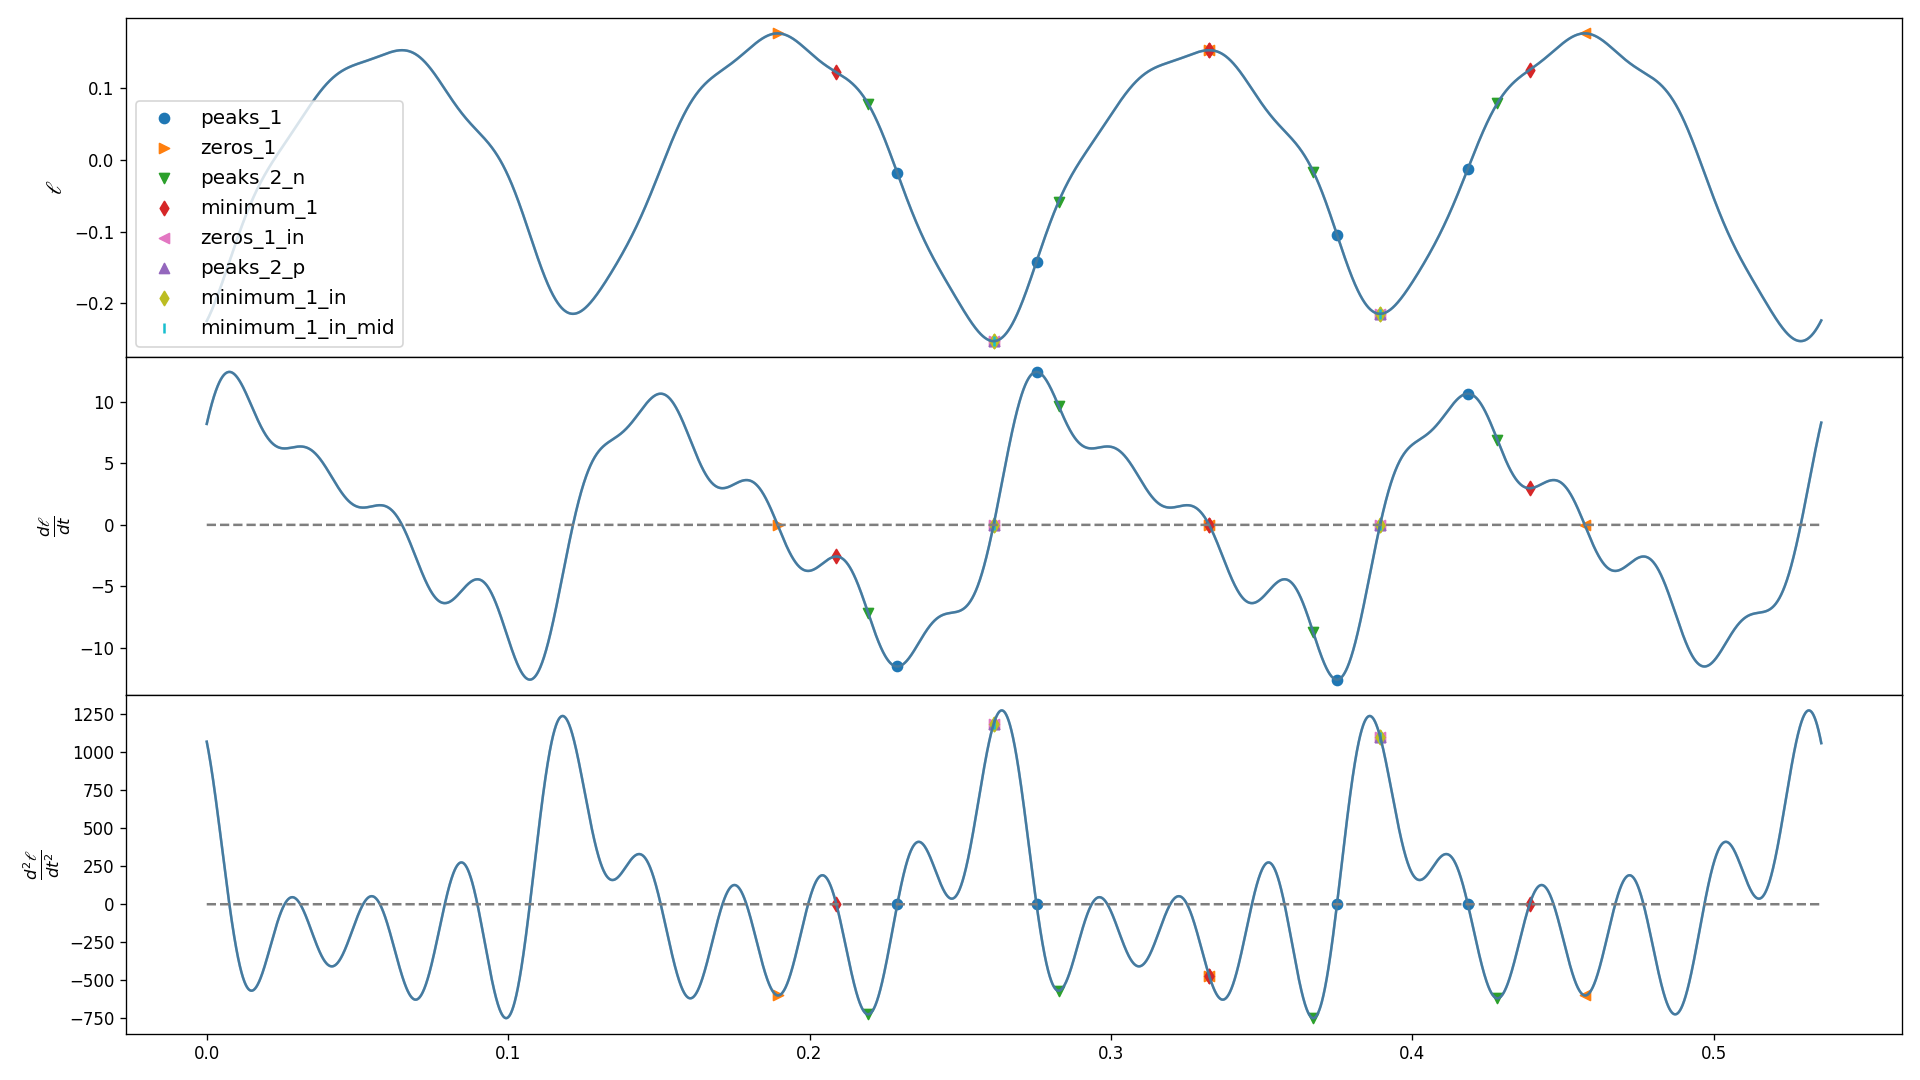 0.1
0.0
−0.1
−0.2
ℓ
peaks_1
zeros_1
peaks_2_n
minimum_1
zeros_1_in
peaks_2_p
minimum_1_in
minimum_1_in_mid
10
5
0
−5
−10
dℓ
dt
1250
1000
750
500
250
0
−250
−500
−750
d²ℓ
dt²
0.0 0.1 0.2 0.3 0.4 0.5